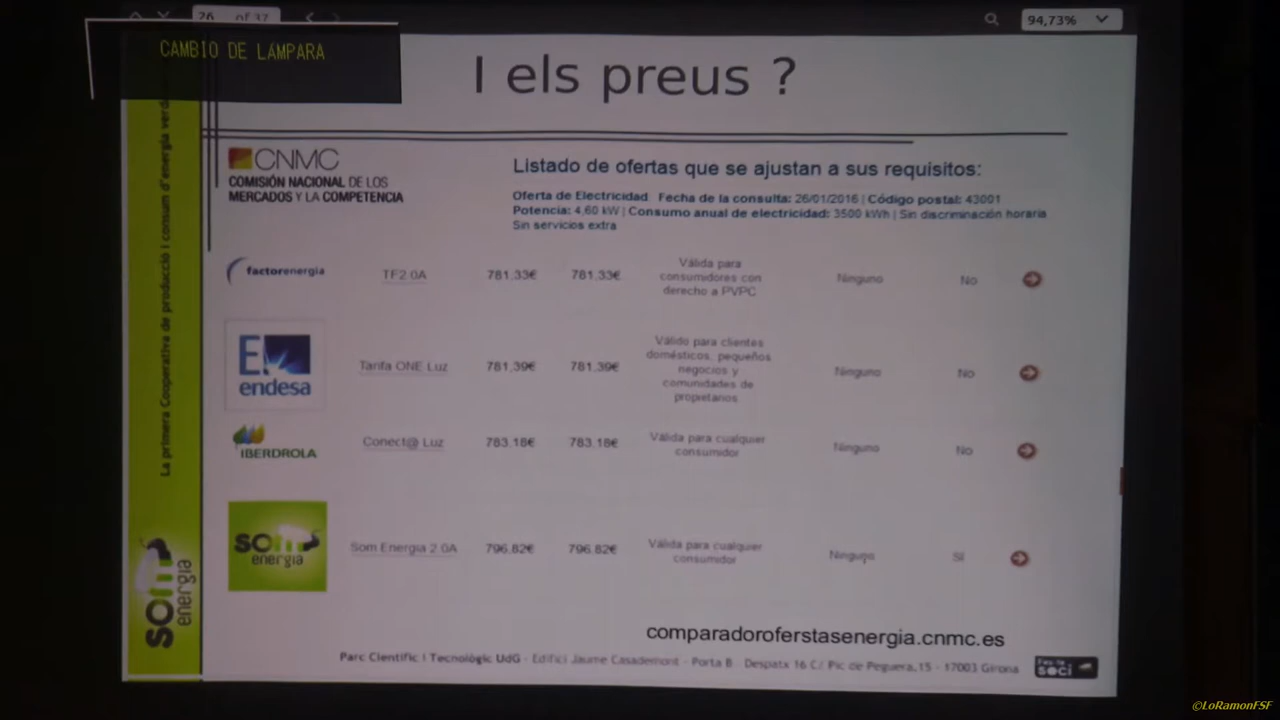 26 of 37
94,73%
CAMBIO DE LÁMPARA
I els preus ?
CNMC
COMISIÓN NACIONAL DE LOS
MERCADOS Y LA COMPETENCIA
Listado de ofertas que se ajustan a sus requisitos:
Oferta de Electricidad Fecha de la consulta: 26/01/2016 | Código postal: 43001
Potencia: 4,60 kW | Consumo anual de electricidad: 3500 kWh | Sin discriminación horaria
Sin servicios extra
factorenergia TF2.0A 781.33€ 781.33€ Válida para
consumidores con
derecho a PVPC Ninguno No
endesa Tarifa ONE Luz 781,39€ 781,39€ Válido para clientes
domésticos, pequeños
negocios y
comunidades de
propietarios Ninguno No
IBERDROLA Conect@ Luz 783.18€ 783.18€ Válida para cualquier
consumidor Ninguno No
som
energia Som Energia 2.0A 796.82€ 796.82€ Válida para cualquier
consumidor Ninguno Sí
comparadoroferstasenergia.cnmc.es
Parc Científic i Tecnològic UdG - Edifici Jaume Casademont - Porta B Despatx 16 C/ Pic de Peguera,15 - 17003 Girona
soci
La primera Cooperativa de producció i consum d'energia
som
energia
©LoRamonFSF